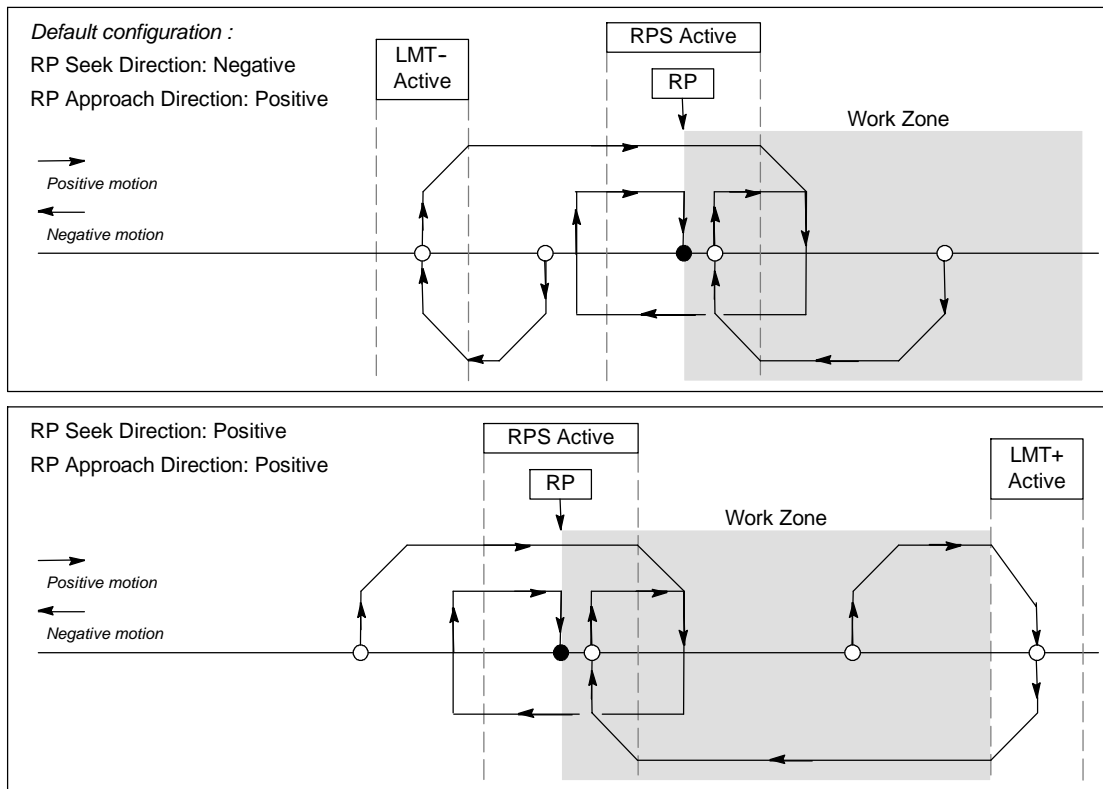 Default configuration :
RP Seek Direction: Negative
RP Approach Direction: Positive
LMT-
Active
RPS Active
RP
Work Zone
Positive motion
Negative motion
RP Seek Direction: Positive
RP Approach Direction: Positive
RPS Active
RP
LMT+
Active
Work Zone
Positive motion
Negative motion